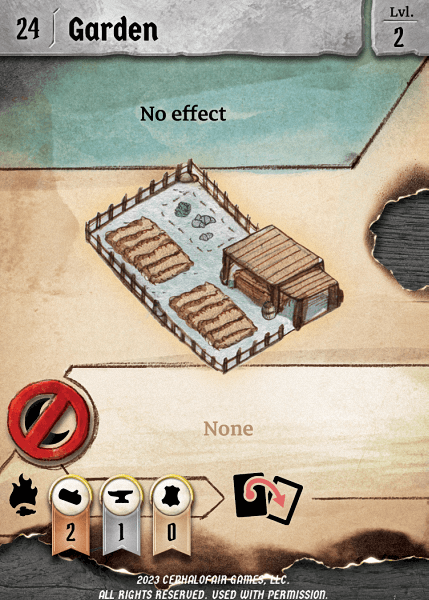 24 Garden
Lvl.
2
No effect
None
2 1 0
2023 CEPHALOFAIR GAMES, LLC.
ALL RIGHTS RESERVED. USED WITH PERMISSION.